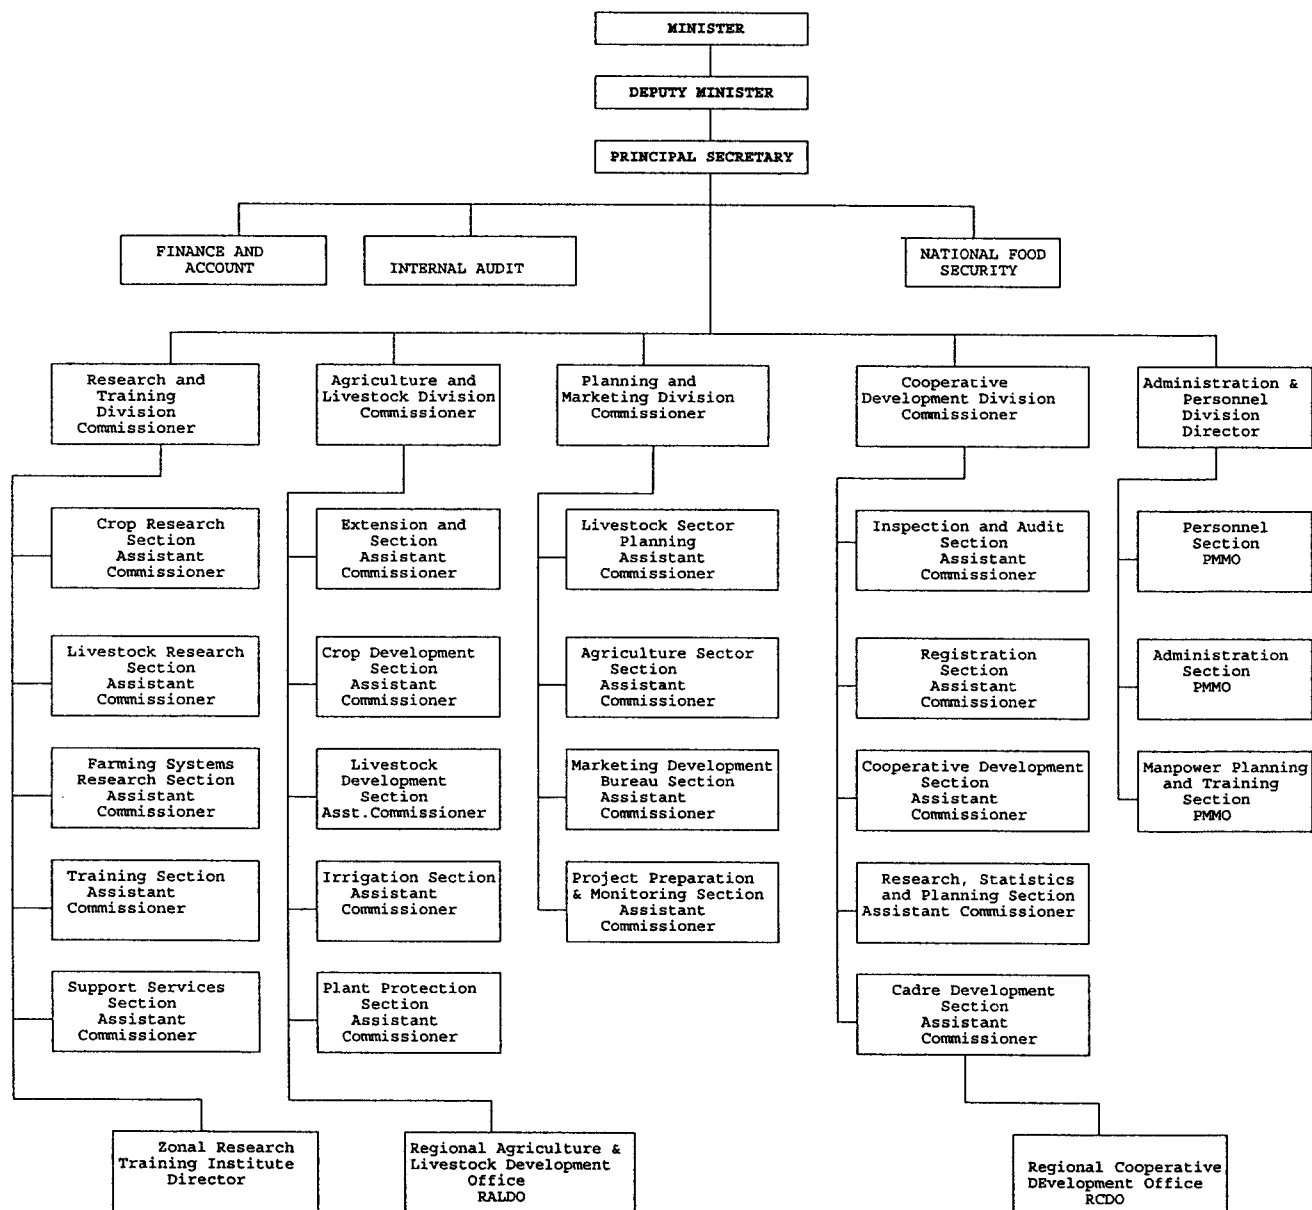 MINISTER
DEPUTY MINISTER
PRINCIPAL SECRETARY
FINANCE AND
ACCOUNT
INTERNAL AUDIT
NATIONAL FOOD
SECURITY
Research and
Training
Division
Commissioner
Agriculture and
Livestock Division
Commissioner
Planning and
Marketing Division
Commissioner
Cooperative
Development Division
Commissioner
Administration &
Personnel
Division
Director
Crop Research
Section
Assistant
Commissioner
Extension and
Section
Assistant
Commissioner
Livestock Sector
Planning
Assistant
Commissioner
Inspection and Audit
Section
Assistant
Commissioner
Personnel
Section
PMMO
Livestock Research
Section
Assistant
Commissioner
Crop Development
Section
Assistant
Commissioner
Agriculture Sector
Section
Assistant
Commissioner
Registration
Section
Assistant
Commissioner
Administration
Section
PMMO
Farming Systems
Research Section
Assistant
Commissioner
Livestock
Development
Section
Asst.Commissioner
Marketing Development
Bureau Section
Assistant
Commissioner
Cooperative Development
Section
Assistant
Commissioner
Manpower Planning
and Training
Section
PMMO
Training Section
Assistant
Commissioner
Irrigation Section
Assistant
Commissioner
Project Preparation
& Monitoring Section
Assistant
Commissioner
Research, Statistics
and Planning Section
Assistant Commissioner
Support Services
Section
Assistant
Commissioner
Plant Protection
Section
Assistant
Commissioner
Cadre Development
Section
Assistant
Commissioner
Zonal Research
Training Institute
Director
Regional Agriculture &
Livestock Development
Office
RALDO
Regional Cooperative
DEvelopment Office
RCDO